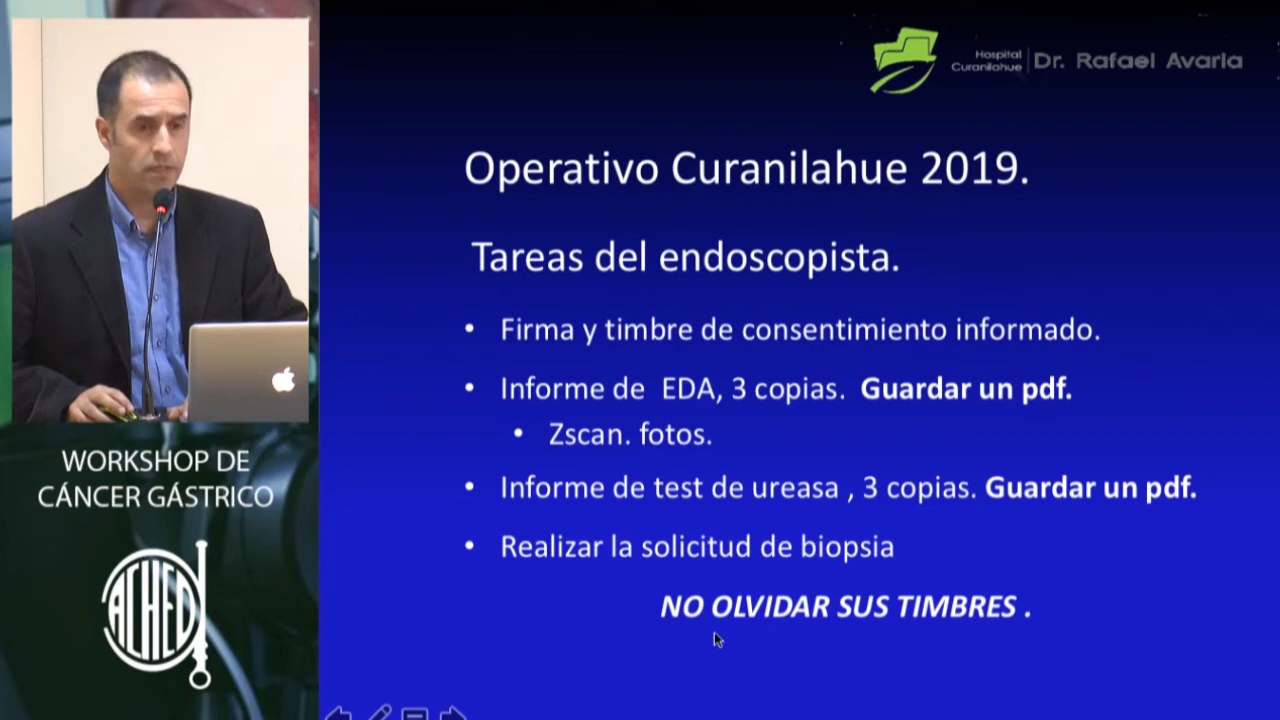 Hospital
Curanilahue
Dr. Rafael Avaria
Operativo Curanilahue 2019.
Tareas del endoscopista.
• Firma y timbre de consentimiento informado.
• Informe de  EDA, 3 copias.  Guardar un pdf.
• Zscan. fotos.
• Informe de test de ureasa , 3 copias. Guardar un pdf.
• Realizar la solicitud de biopsia
NO OLVIDAR SUS TIMBRES .
WORKSHOP DE
CÁNCER GÁSTRICO
ACHED